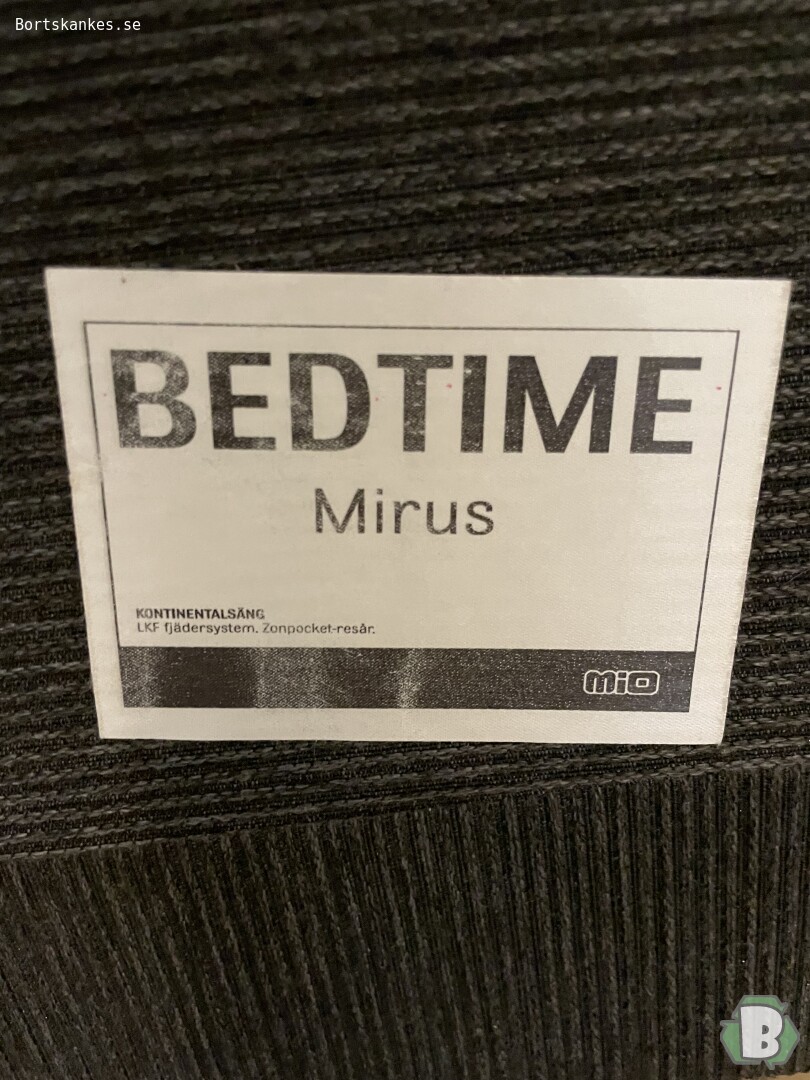 Bortskankes.se
BEDTIME
Mirus
KONTINENTALSÄNG
LKF fjädersystem. Zonpocket-resår.
MiO
B